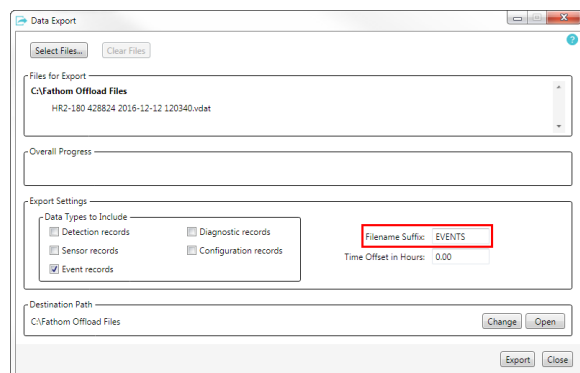 Data Export
?
Select Files...
Clear Files
Files for Export
C:\Fathom Offload Files
HR2-180 428824 2016-12-12 120340.vdat
Overall Progress
Export Settings
Data Types to Include
Detection records
Diagnostic records
Filename Suffix: EVENTS
Sensor records
Configuration records
Time Offset in Hours: 0.00
Event records
Destination Path
C:\Fathom Offload Files
Change
Open
Export
Close